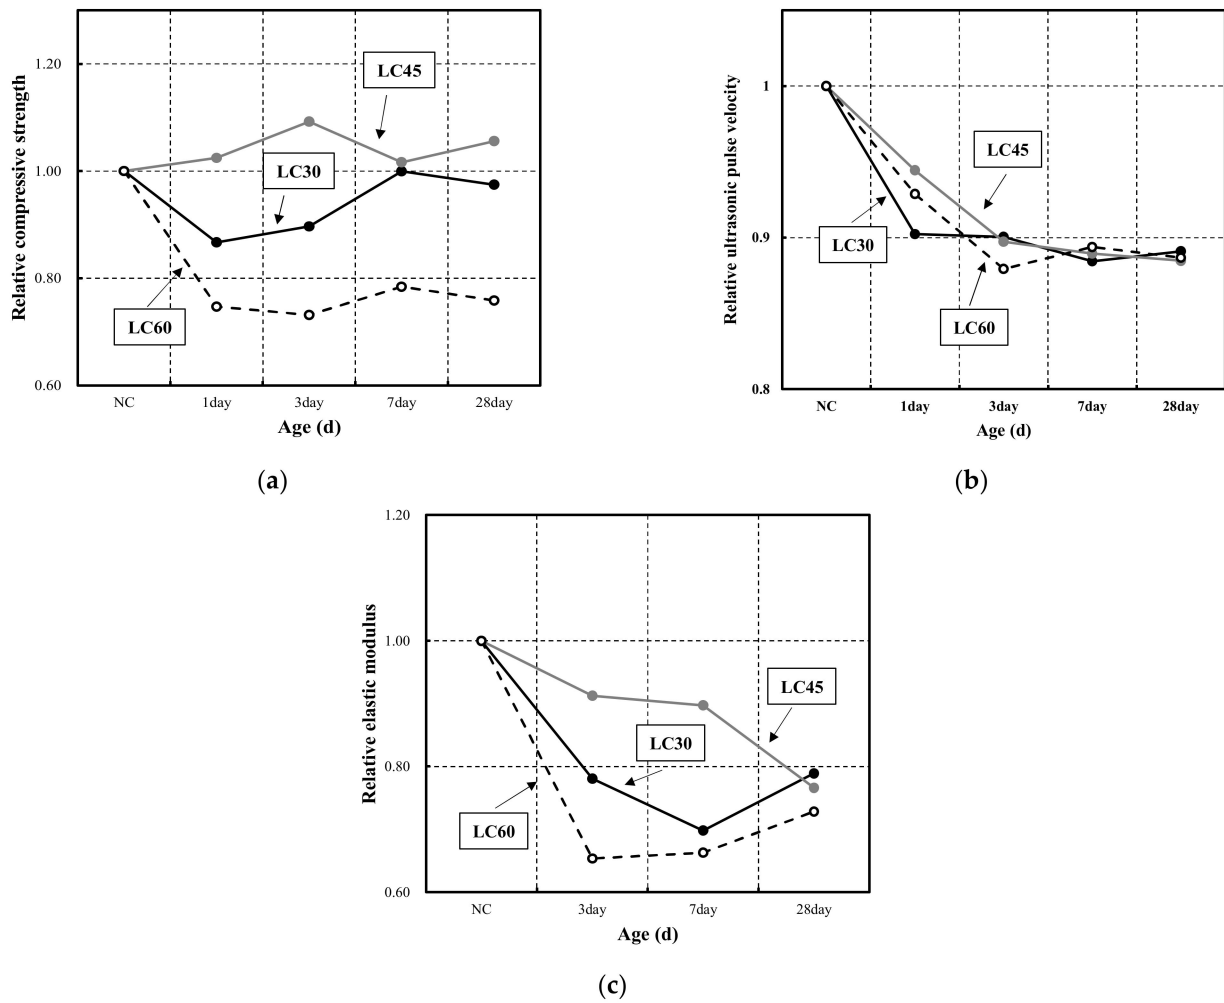 Relative compressive strength
1.20
1.00
0.80
0.60
LC45
LC30
LC60
NC 1day 3day 7day 28day
Age (d)
(a)
Relative ultrasonic pulse velocity
1
0.9
0.8
LC45
LC30
LC60
NC 1day 3day 7day 28day
Age (d)
(b)
Relative elastic modulus
1.20
1.00
0.80
0.60
LC45
LC30
LC60
NC 3day 7day 28day
Age (d)
(c)